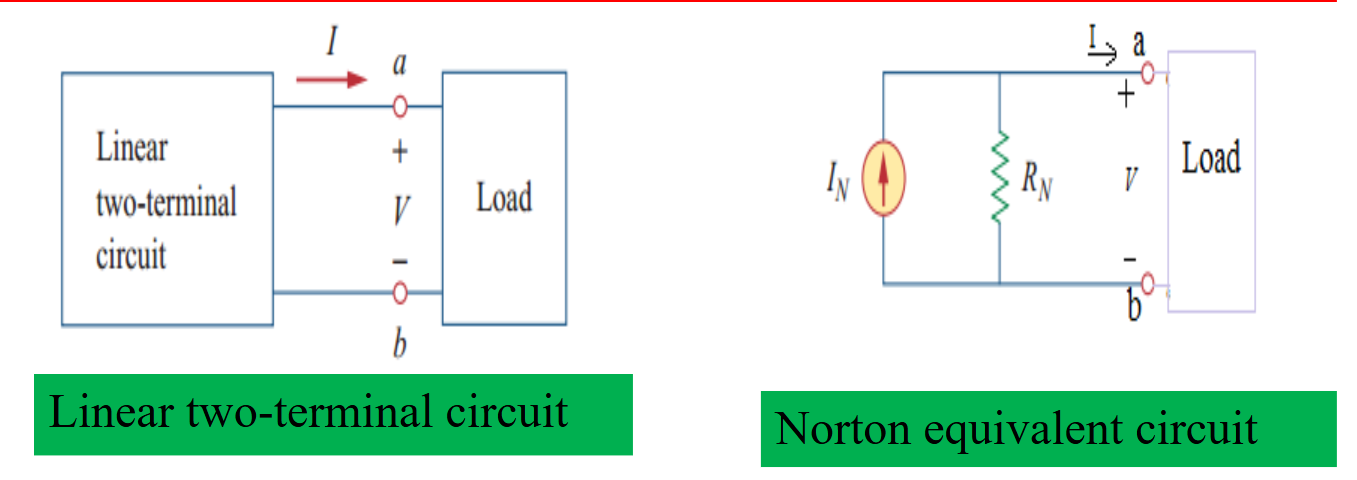 I
a
Linear
two-terminal
circuit
+
V
−
Load
b
Linear two-terminal circuit
I
a
+
I_N
R_N
V
Load
−
b
Norton equivalent circuit